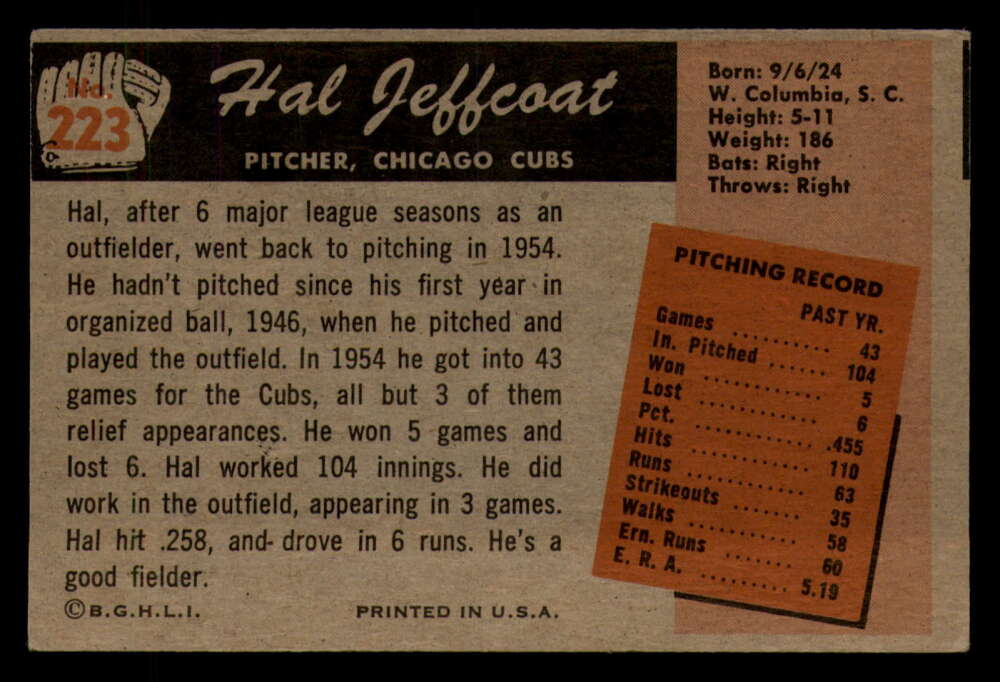 No.
223
Hal Jeffcoat
PITCHER, CHICAGO CUBS
Born: 9/6/24
W. Columbia, S. C.
Height: 5-11
Weight: 186
Bats: Right
Throws: Right
Hal, after 6 major league seasons as an
outfielder, went back to pitching in 1954.
He hadn't pitched since his first year in
organized ball, 1946, when he pitched and
played the outfield. In 1954 he got into 43
games for the Cubs, all but 3 of them
relief appearances. He won 5 games and
lost 6. Hal worked 104 innings. He did
work in the outfield, appearing in 3 games.
Hal hit .258, and drove in 6 runs. He's a
good fielder.
©B.G.H.L.I. PRINTED IN U.S.A.
PITCHING RECORD
PAST YR.
Games .......... 43
In. Pitched ...... 104
Won ............ 5
Lost ............ 6
Pct. ............ .455
Hits ............ 110
Runs ............ 63
Strikeouts ....... 35
Walks .......... 58
Ern. Runs ....... 60
E. R. A. ......... 5.19